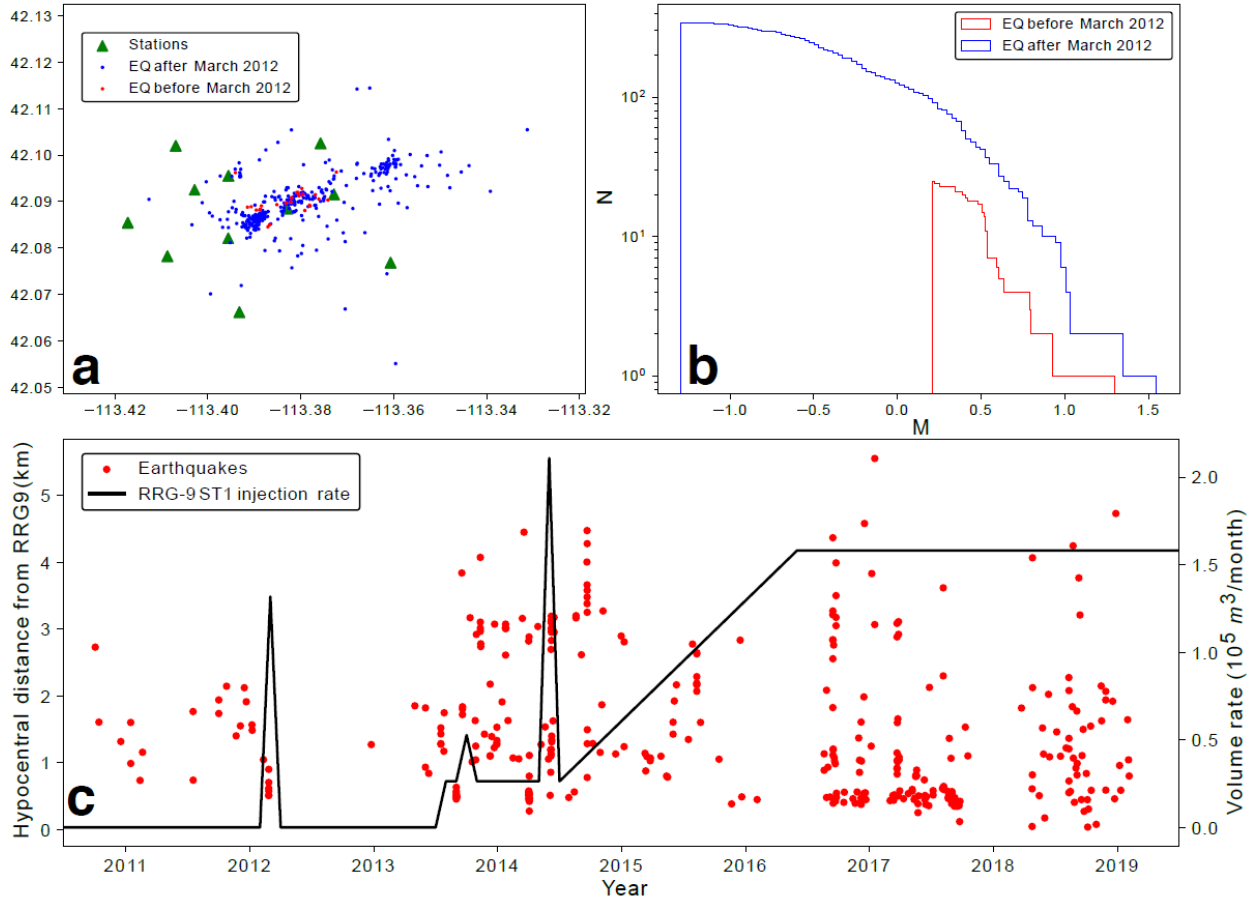 42.13
42.12
42.11
42.10
42.09
42.08
42.07
42.06
42.05
Stations
EQ after March 2012
EQ before March 2012
a
−113.42 −113.40 −113.38 −113.36 −113.34 −113.32
EQ before March 2012
EQ after March 2012
N
10²
10¹
10⁰
b
−1.0 −0.5 0.0 0.5 1.0 1.5
M
Hypocentral distance from RRG9 (km)
5
4
3
2
1
0
Earthquakes
RRG-9 ST1 injection rate
c
2.0
1.5
1.0
0.5
0.0
Volume rate (10⁵ m³/month)
2011 2012 2013 2014 2015 2016 2017 2018 2019
Year